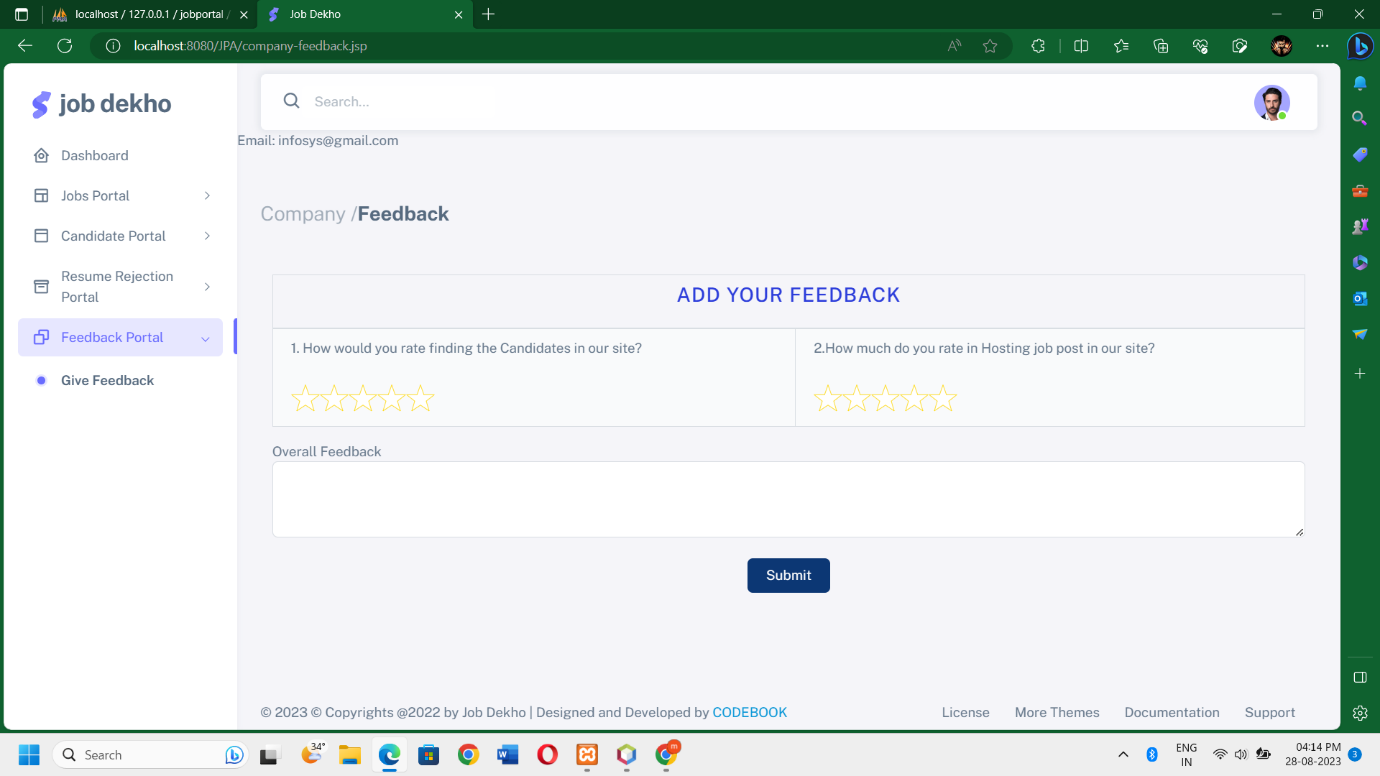 localhost / 127.0.0.1 / jobportal /
Job Dekho
localhost:8080/JPA/company-feedback.jsp
job dekho
Search...
Email: infosys@gmail.com
Dashboard
Jobs Portal
Candidate Portal
Resume Rejection
Portal
Feedback Portal
Give Feedback
Company /Feedback
ADD YOUR FEEDBACK
1. How would you rate finding the Candidates in our site?
2.How much do you rate in Hosting job post in our site?
Overall Feedback
Submit
© 2023 © Copyrights @2022 by Job Dekho | Designed and Developed by CODEBOOK
License
More Themes
Documentation
Support
Search
34°
m
ENG
IN
04:14 PM
28-08-2023
3